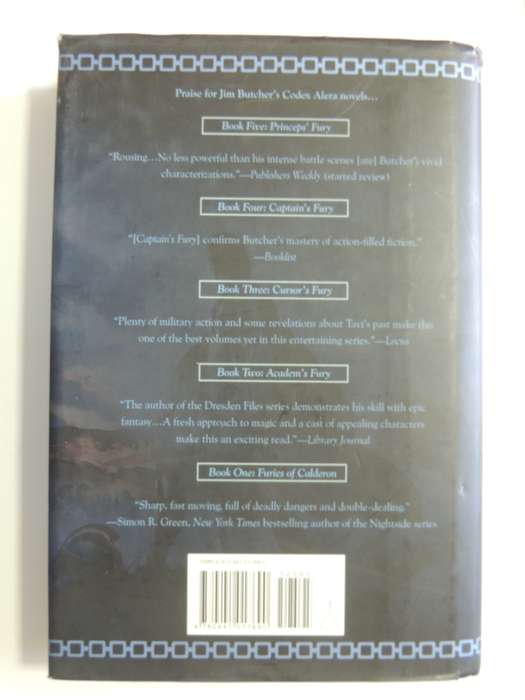 Praise for Jim Butcher's Codex Alera novels...
Book Five: Princeps' Fury
"Rousing...No less powerful than his intense battle scenes [are] Butcher's vivid
characterizations."—Publishers Weekly (starred review)
Book Four: Captain's Fury
"[Captain's Fury] confirms Butcher's mastery of action-filled fiction."
—Booklist
Book Three: Cursor's Fury
"Plenty of military action and some revelations about Tavi's past make this
one of the best volumes yet in this entertaining series."—Locus
Book Two: Academ's Fury
"The author of the Dresden Files series demonstrates his skill with epic
fantasy...A fresh approach to magic and a cast of appealing characters
make this an exciting read."—Library Journal
Book One: Furies of Calderon
"Sharp, fast moving, full of deadly dangers and double-dealing."
—Simon R. Green, New York Times bestselling author of the Nightside series